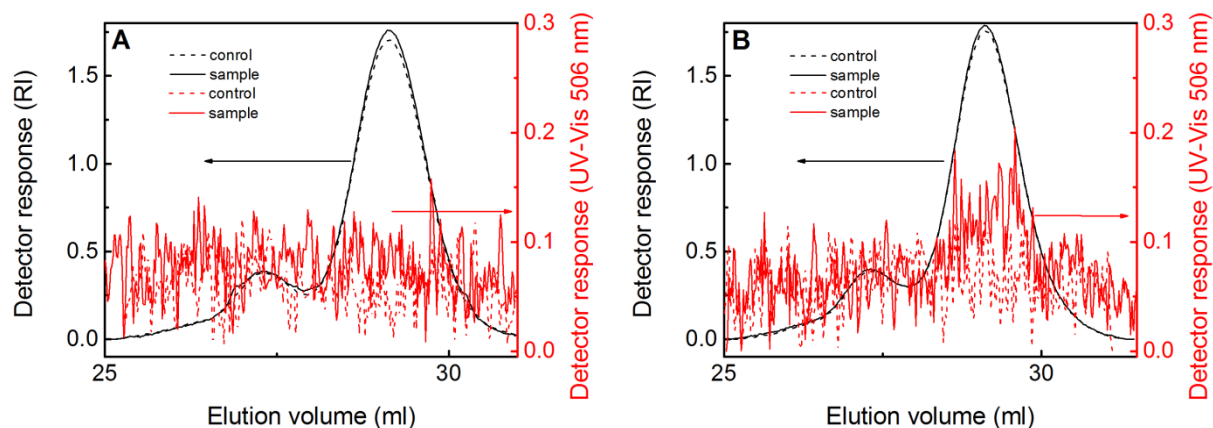 A
conrol
sample
control
sample
Detector response (RI)
1.5
1.0
0.5
0.0
25
30
Elution volume (ml)
0.3
0.2
0.1
0.0
Detector response (UV-Vis 506 nm)
B
conrol
sample
control
sample
Detector response (RI)
1.5
1.0
0.5
0.0
25
30
Elution volume (ml)
0.3
0.2
0.1
0.0
Detector response (UV-Vis 506 nm)